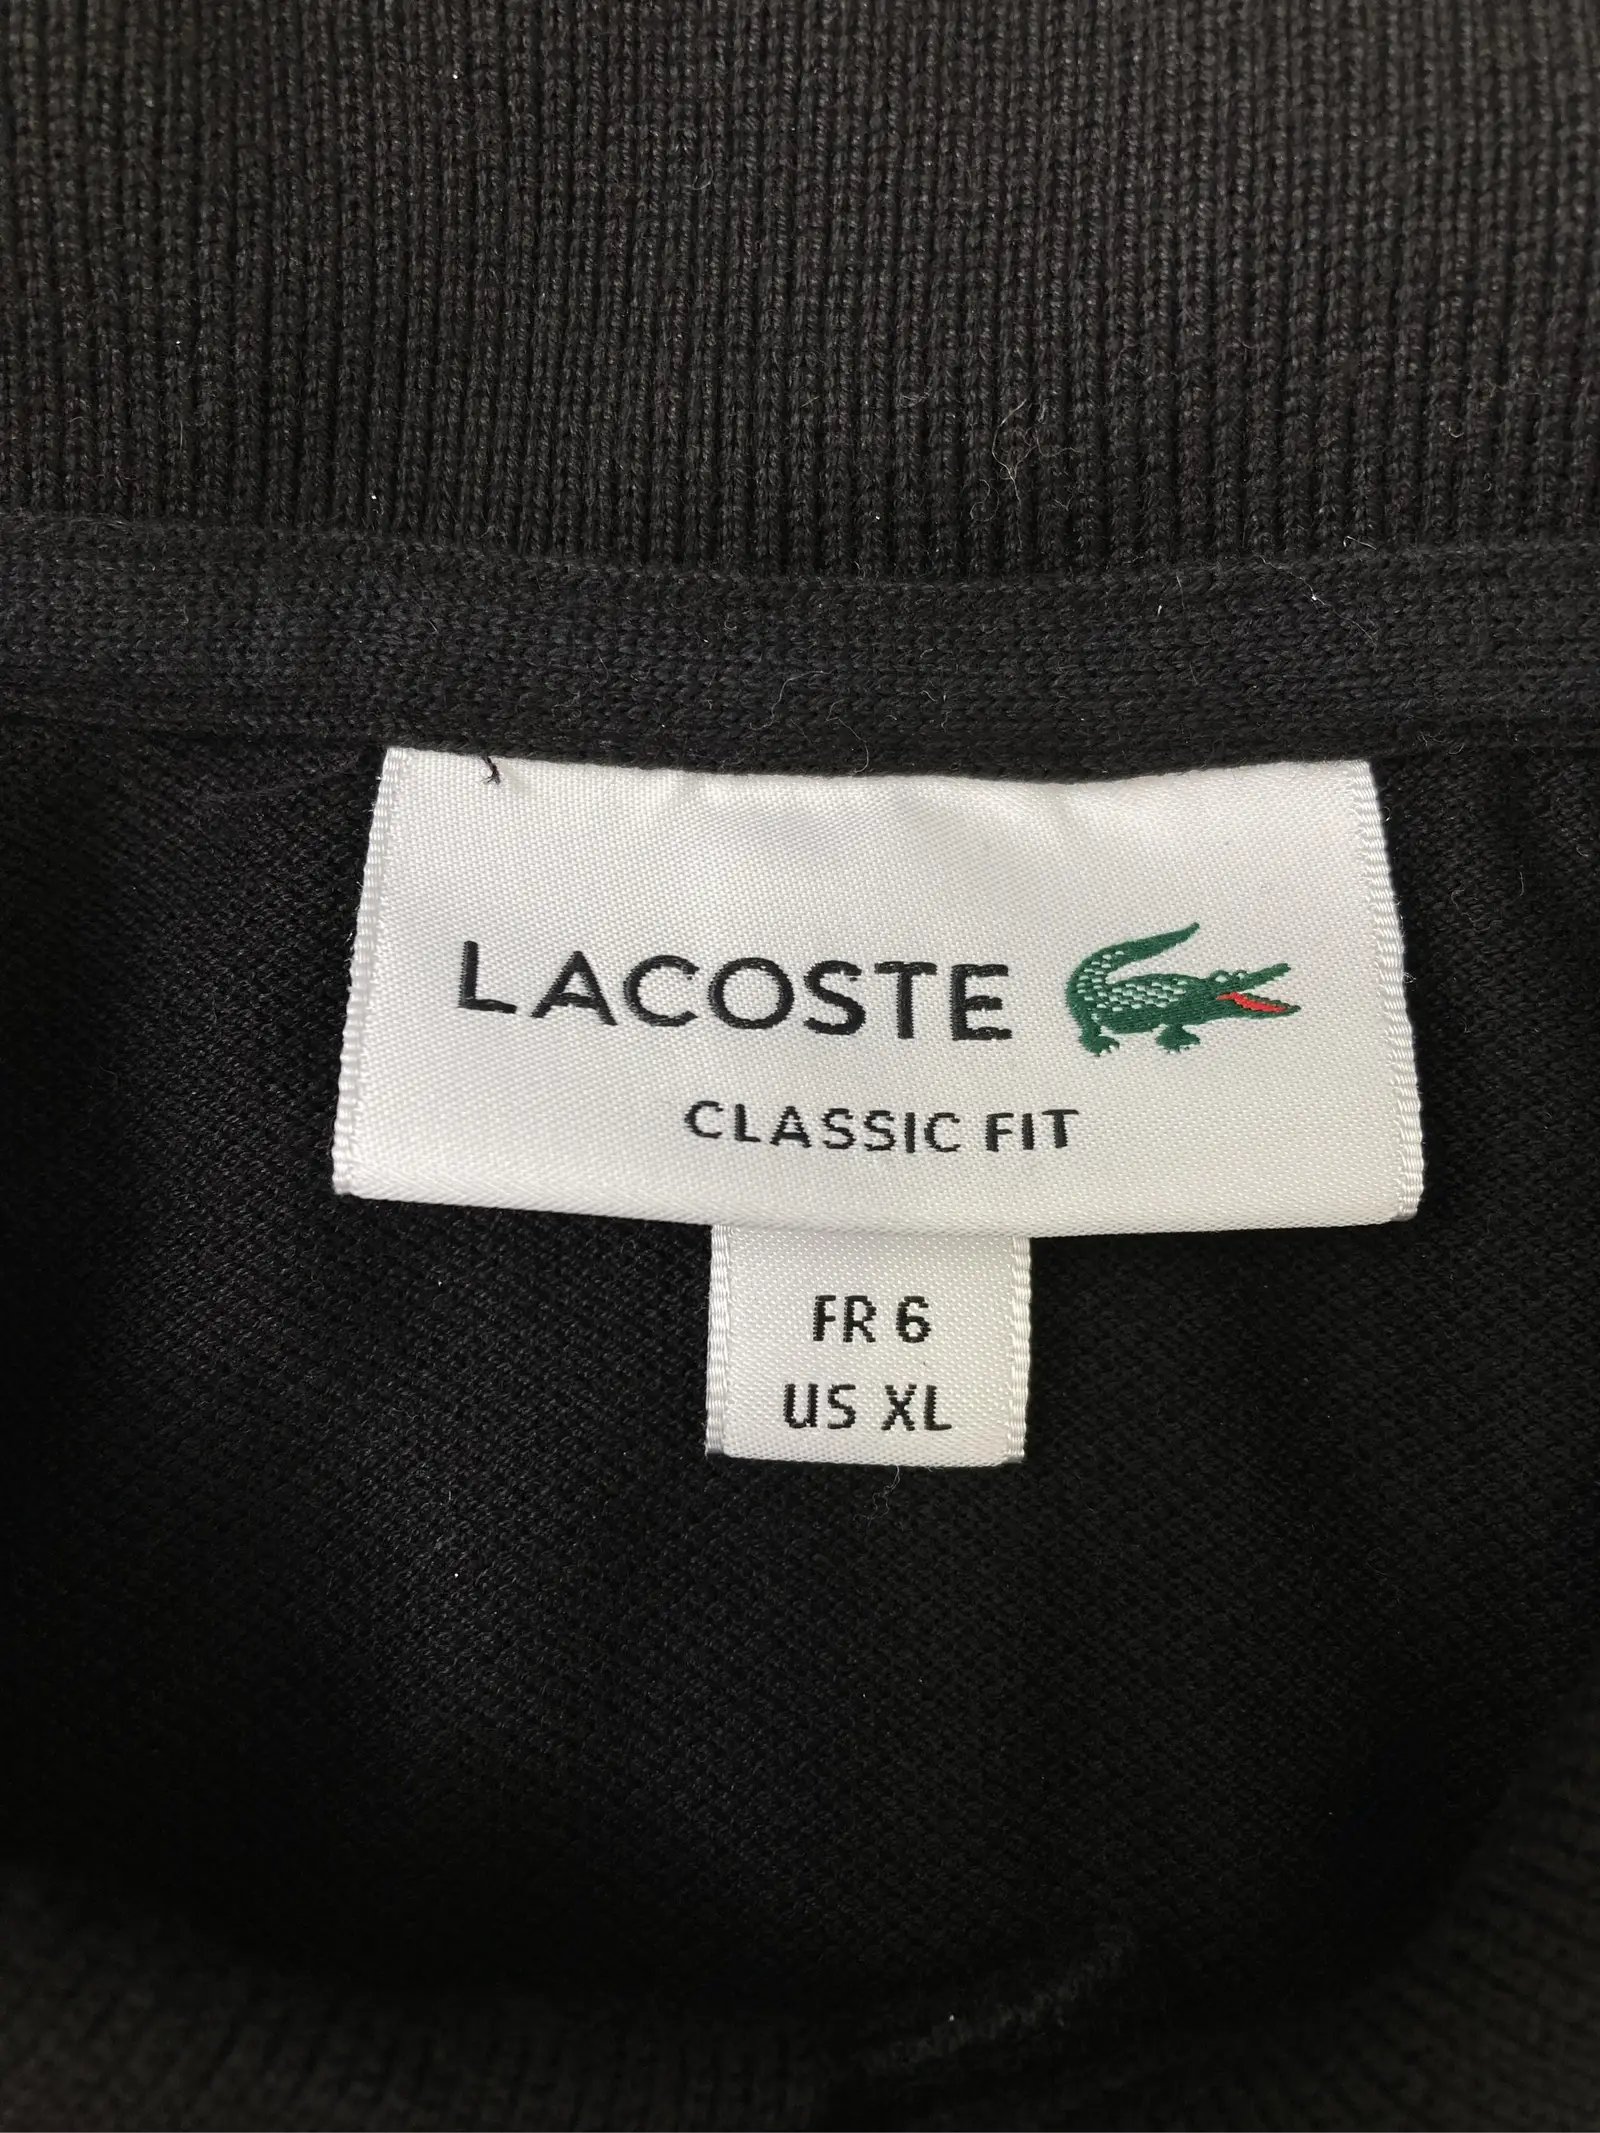 LACOSTE
CLASSIC FIT
FR 6
US XL